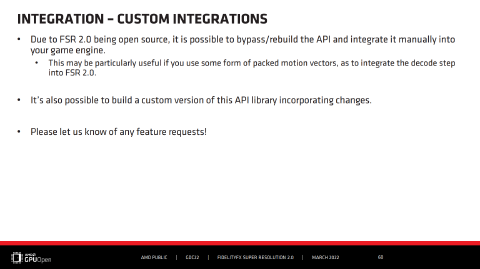 INTEGRATION – CUSTOM INTEGRATIONS
• Due to FSR 2.0 being open source, it is possible to bypass/rebuild the API and integrate it manually into
your game engine.
• This may be particularly useful if you use some form of packed motion vectors, as to integrate the decode step
into FSR 2.0.
• It's also possible to build a custom version of this API library incorporating changes.
• Please let us know of any feature requests!
AMD
GPUOpen
AMD PUBLIC | GDC22 | FIDELITYFX SUPER RESOLUTION 2.0 | MARCH 2022